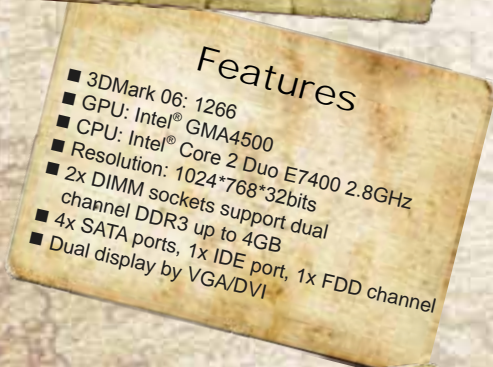 Features
■ 3DMark 06: 1266
■ GPU: Intel® GMA4500
■ CPU: Intel® Core 2 Duo E7400 2.8GHz
■ Resolution: 1024*768*32bits
■ 2x DIMM sockets support dual
channel DDR3 up to 4GB
■ 4x SATA ports, 1x IDE port, 1x FDD channel
■ Dual display by VGA/DVI